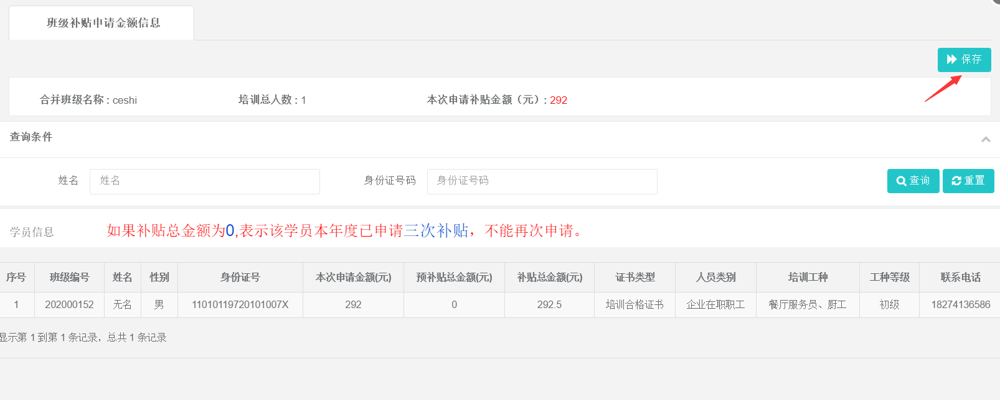 班级补贴申请金额信息
保存
合并班级名称 : ceshi 培训总人数 : 1 本次申请补贴金额（元）: 292
查询条件
姓名 姓名 身份证号码 身份证号码 查询 重置
学员信息 如果补贴总金额为0,表示该学员本年度已申请三次补贴，不能再次申请。
序号 班级编号 姓名 性别 身份证号 本次申请金额(元) 预补贴总金额(元) 补贴总金额(元) 证书类型 人员类别 培训工种 工种等级 联系电话
1 202000152 无名 男 11010119720101007X 292 0 292.5 培训合格证书 企业在职职工 餐厅服务员、厨工 初级 18274136586
显示第 1 到第 1 条记录，总共 1 条记录